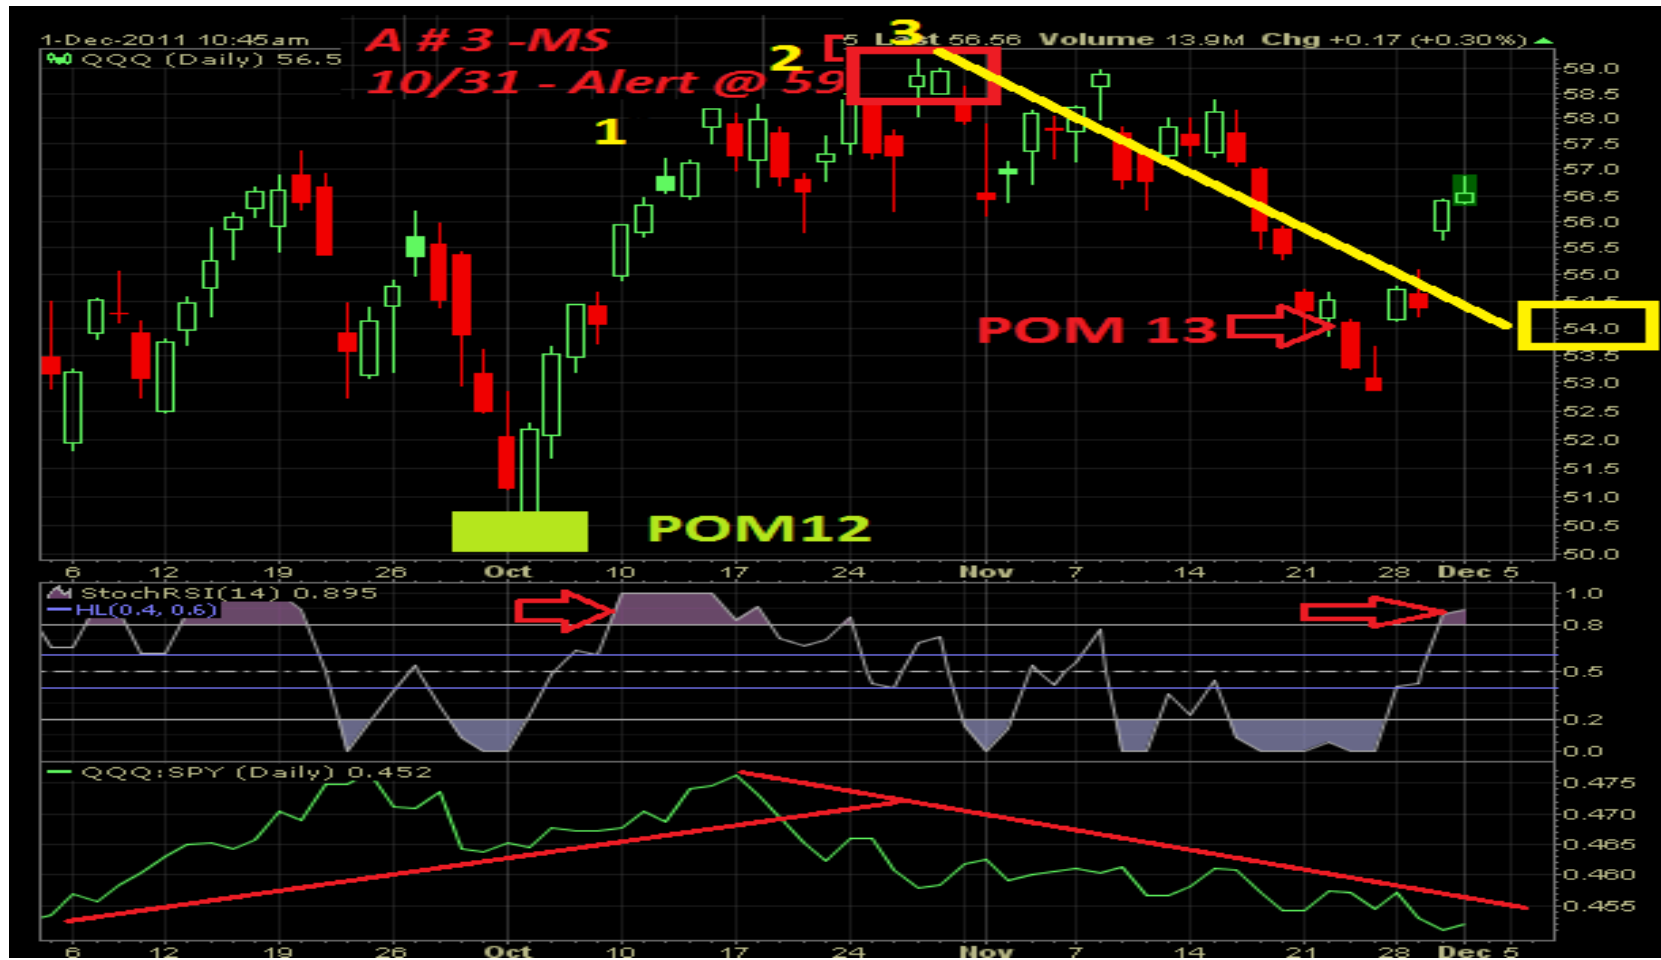 1-Dec-2011 10:45am
A # 3 -MS
3
5 Last 56.56 Volume 13.9M Chg +0.17 (+0.30%)
QQQ (Daily) 56.5
2
10/31 - Alert @ 59
1
59.0
58.5
58.0
57.5
57.0
56.5
56.0
55.5
55.0
54.5
54.0
53.5
53.0
52.5
52.0
51.5
51.0
50.5
50.0
POM 13
POM12
6 12 19 26 Oct 10 17 24 Nov 7 14 21 28 Dec 5
StochRSI(14) 0.895
HL(0.4, 0.6)
1.0
0.8
0.5
0.2
0.0
QQQ:SPY (Daily) 0.452
0.475
0.470
0.465
0.460
0.455
6 12 19 26 Oct 10 17 24 Nov 7 14 21 28 Dec 5